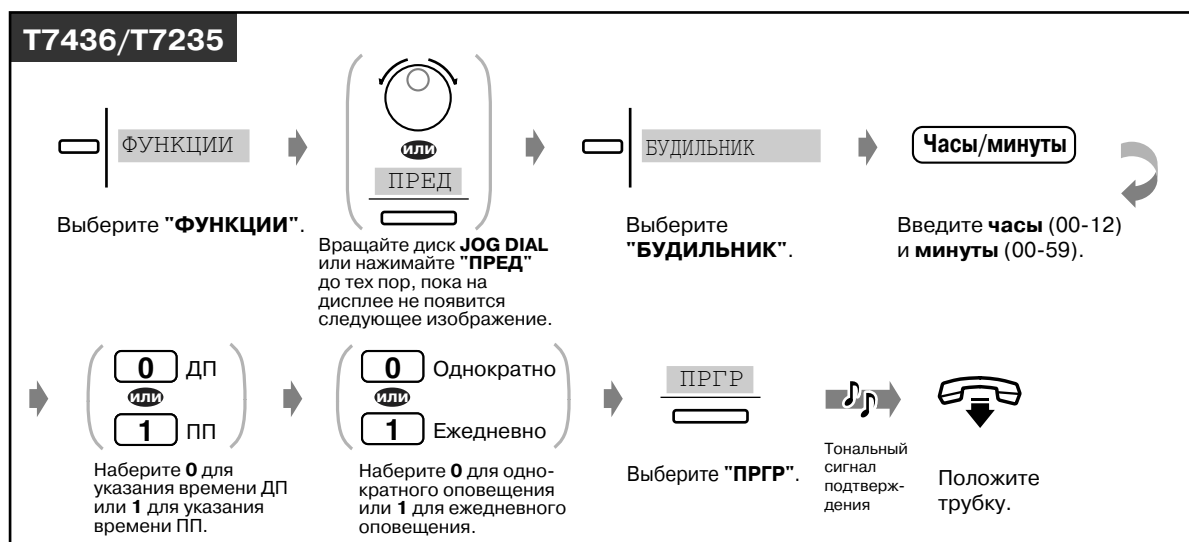 T7436/T7235
ФУНКЦИИ
Выберите "ФУНКЦИИ".
или
ПРЕД
Вращайте диск JOG DIAL
или нажимайте "ПРЕД"
до тех пор, пока на
дисплее не появится
следующее изображение.
БУДИЛЬНИК
Выберите
"БУДИЛЬНИК".
Часы/минуты
Введите часы (00-12)
и минуты (00-59).
0 ДП
или
1 ПП
Наберите 0 для
указания времени ДП
или 1 для указания
времени ПП.
0 Однократно
или
1 Ежедневно
Наберите 0 для одно-
кратного оповещения
или 1 для ежедневного
оповещения.
ПРГР
Выберите "ПРГР".
Тональный
сигнал
подтверж-
дения
Положите
трубку.